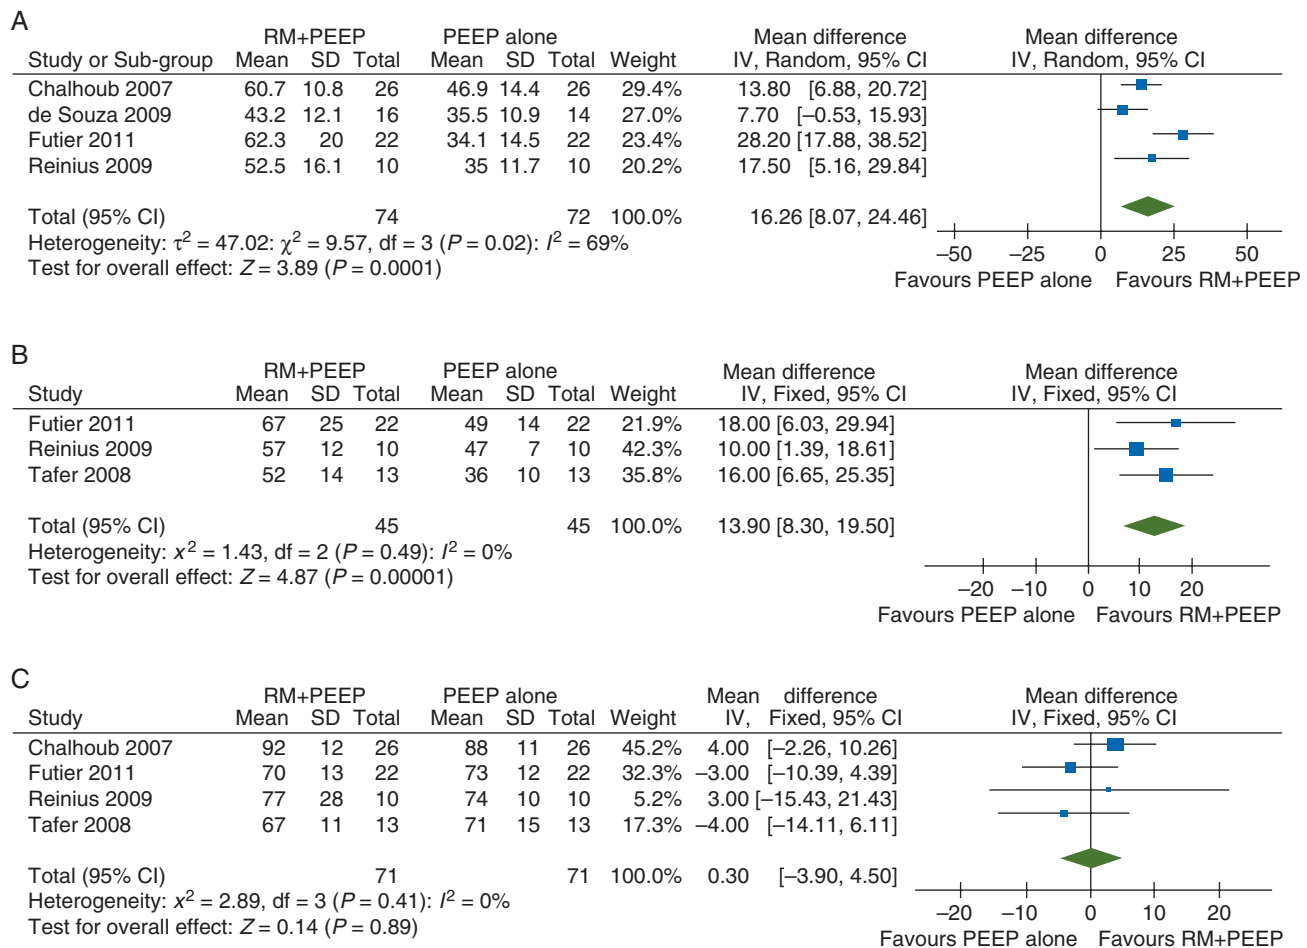 A
RM+PEEP PEEP alone Mean difference Mean difference
Study or Sub-group Mean SD Total Mean SD Total Weight IV, Random, 95% CI IV, Random, 95% CI
Chalhoub 2007 60.7 10.8 26 46.9 14.4 26 29.4% 13.80 [6.88, 20.72]
de Souza 2009 43.2 12.1 16 35.5 10.9 14 27.0% 7.70 [–0.53, 15.93]
Futier 2011 62.3 20 22 34.1 14.5 22 23.4% 28.20 [17.88, 38.52]
Reinius 2009 52.5 16.1 10 35 11.7 10 20.2% 17.50 [5.16, 29.84]
Total (95% CI) 74 72 100.0% 16.26 [8.07, 24.46]
Heterogeneity: τ² = 47.02: χ² = 9.57, df = 3 (P = 0.02): I² = 69%
Test for overall effect: Z = 3.89 (P = 0.0001)
–50 –25 0 25 50
Favours PEEP alone Favours RM+PEEP
B
RM+PEEP PEEP alone Mean difference Mean difference
Study Mean SD Total Mean SD Total Weight IV, Fixed, 95% CI IV, Fixed, 95% CI
Futier 2011 67 25 22 49 14 22 21.9% 18.00 [6.03, 29.94]
Reinius 2009 57 12 10 47 7 10 42.3% 10.00 [1.39, 18.61]
Tafer 2008 52 14 13 36 10 13 35.8% 16.00 [6.65, 25.35]
Total (95% CI) 45 45 100.0% 13.90 [8.30, 19.50]
Heterogeneity: x² = 1.43, df = 2 (P = 0.49): I² = 0%
Test for overall effect: Z = 4.87 (P = 0.00001)
–20 –10 0 10 20
Favours PEEP alone Favours RM+PEEP
C
RM+PEEP PEEP alone Mean difference Mean difference
Study Mean SD Total Mean SD Total Weight IV, Fixed, 95% CI IV, Fixed, 95% CI
Chalhoub 2007 92 12 26 88 11 26 45.2% 4.00 [–2.26, 10.26]
Futier 2011 70 13 22 73 12 22 32.3% –3.00 [–10.39, 4.39]
Reinius 2009 77 28 10 74 10 10 5.2% 3.00 [–15.43, 21.43]
Tafer 2008 67 11 13 71 15 13 17.3% –4.00 [–14.11, 6.11]
Total (95% CI) 71 71 100.0% 0.30 [–3.90, 4.50]
Heterogeneity: x² = 2.89, df = 3 (P = 0.41): I² = 0%
Test for overall effect: Z = 0.14 (P = 0.89)
–20 –10 0 10 20
Favours PEEP alone Favours RM+PEEP